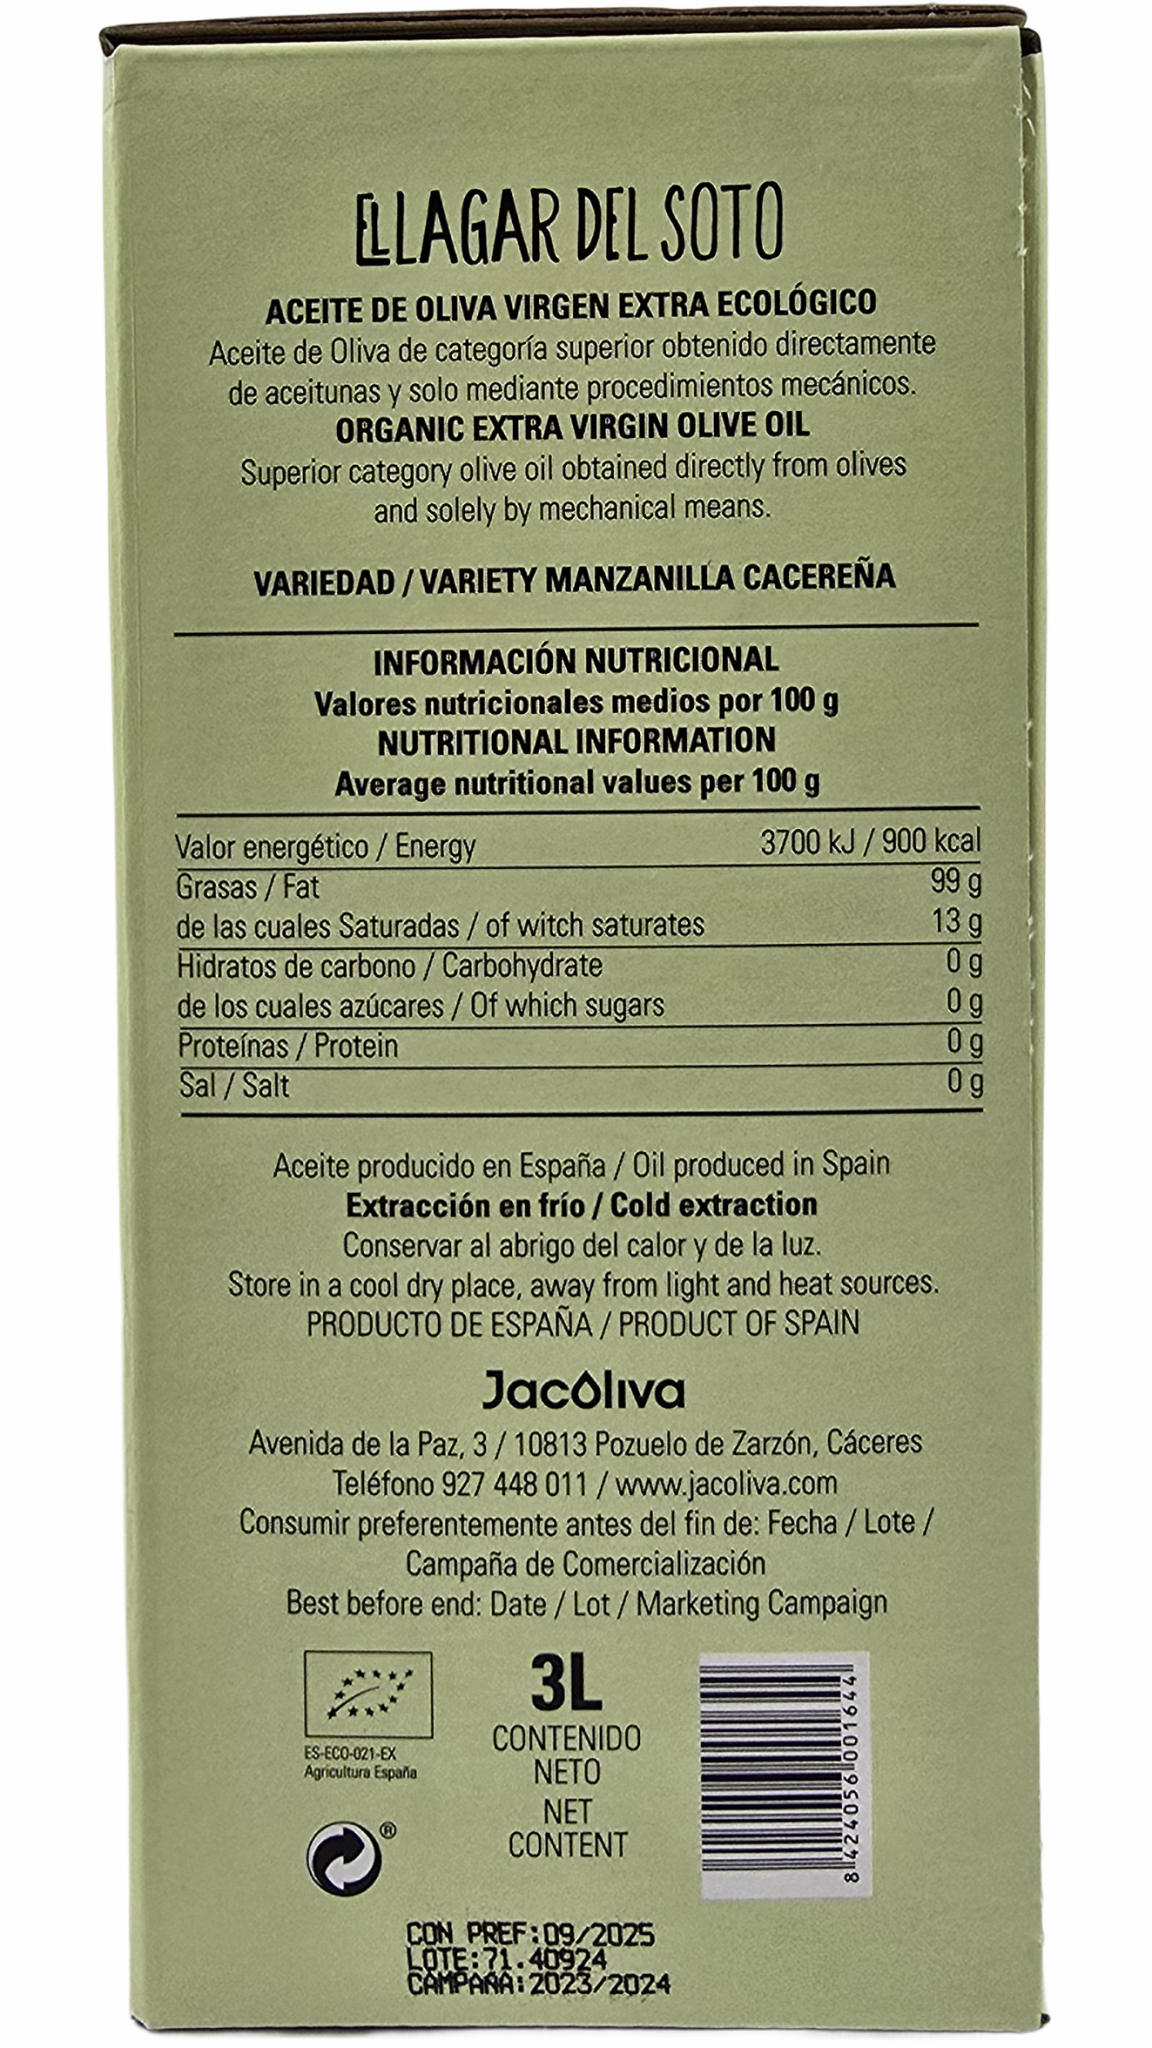 EL LAGAR DEL SOTO
ACEITE DE OLIVA VIRGEN EXTRA ECOLÓGICO
Aceite de Oliva de categoría superior obtenido directamente
de aceitunas y solo mediante procedimientos mecánicos.
ORGANIC EXTRA VIRGIN OLIVE OIL
Superior category olive oil obtained directly from olives
and solely by mechanical means.
VARIEDAD / VARIETY MANZANILLA CACEREÑA
INFORMACIÓN NUTRICIONAL
Valores nutricionales medios por 100 g
NUTRITIONAL INFORMATION
Average nutritional values per 100 g
Valor energético / Energy 3700 kJ / 900 kcal
Grasas / Fat 99 g
de las cuales Saturadas / of witch saturates 13 g
Hidratos de carbono / Carbohydrate 0 g
de los cuales azúcares / Of which sugars 0 g
Proteínas / Protein 0 g
Sal / Salt 0 g
Aceite producido en España / Oil produced in Spain
Extracción en frío / Cold extraction
Conservar al abrigo del calor y de la luz.
Store in a cool dry place, away from light and heat sources.
PRODUCTO DE ESPAÑA / PRODUCT OF SPAIN
Jacoliva
Avenida de la Paz, 3 / 10813 Pozuelo de Zarzón, Cáceres
Teléfono 927 448 011 / www.jacoliva.com
Consumir preferentemente antes del fin de: Fecha / Lote /
Campaña de Comercialización
Best before end: Date / Lot / Marketing Campaign
ES-ECO-021-EX
Agricultura España
®
3L
CONTENIDO
NETO
NET
CONTENT
8 424056 001644
CON PREF:09/2025
LOTE:71.40924
CAMPAÑA:2023/2024